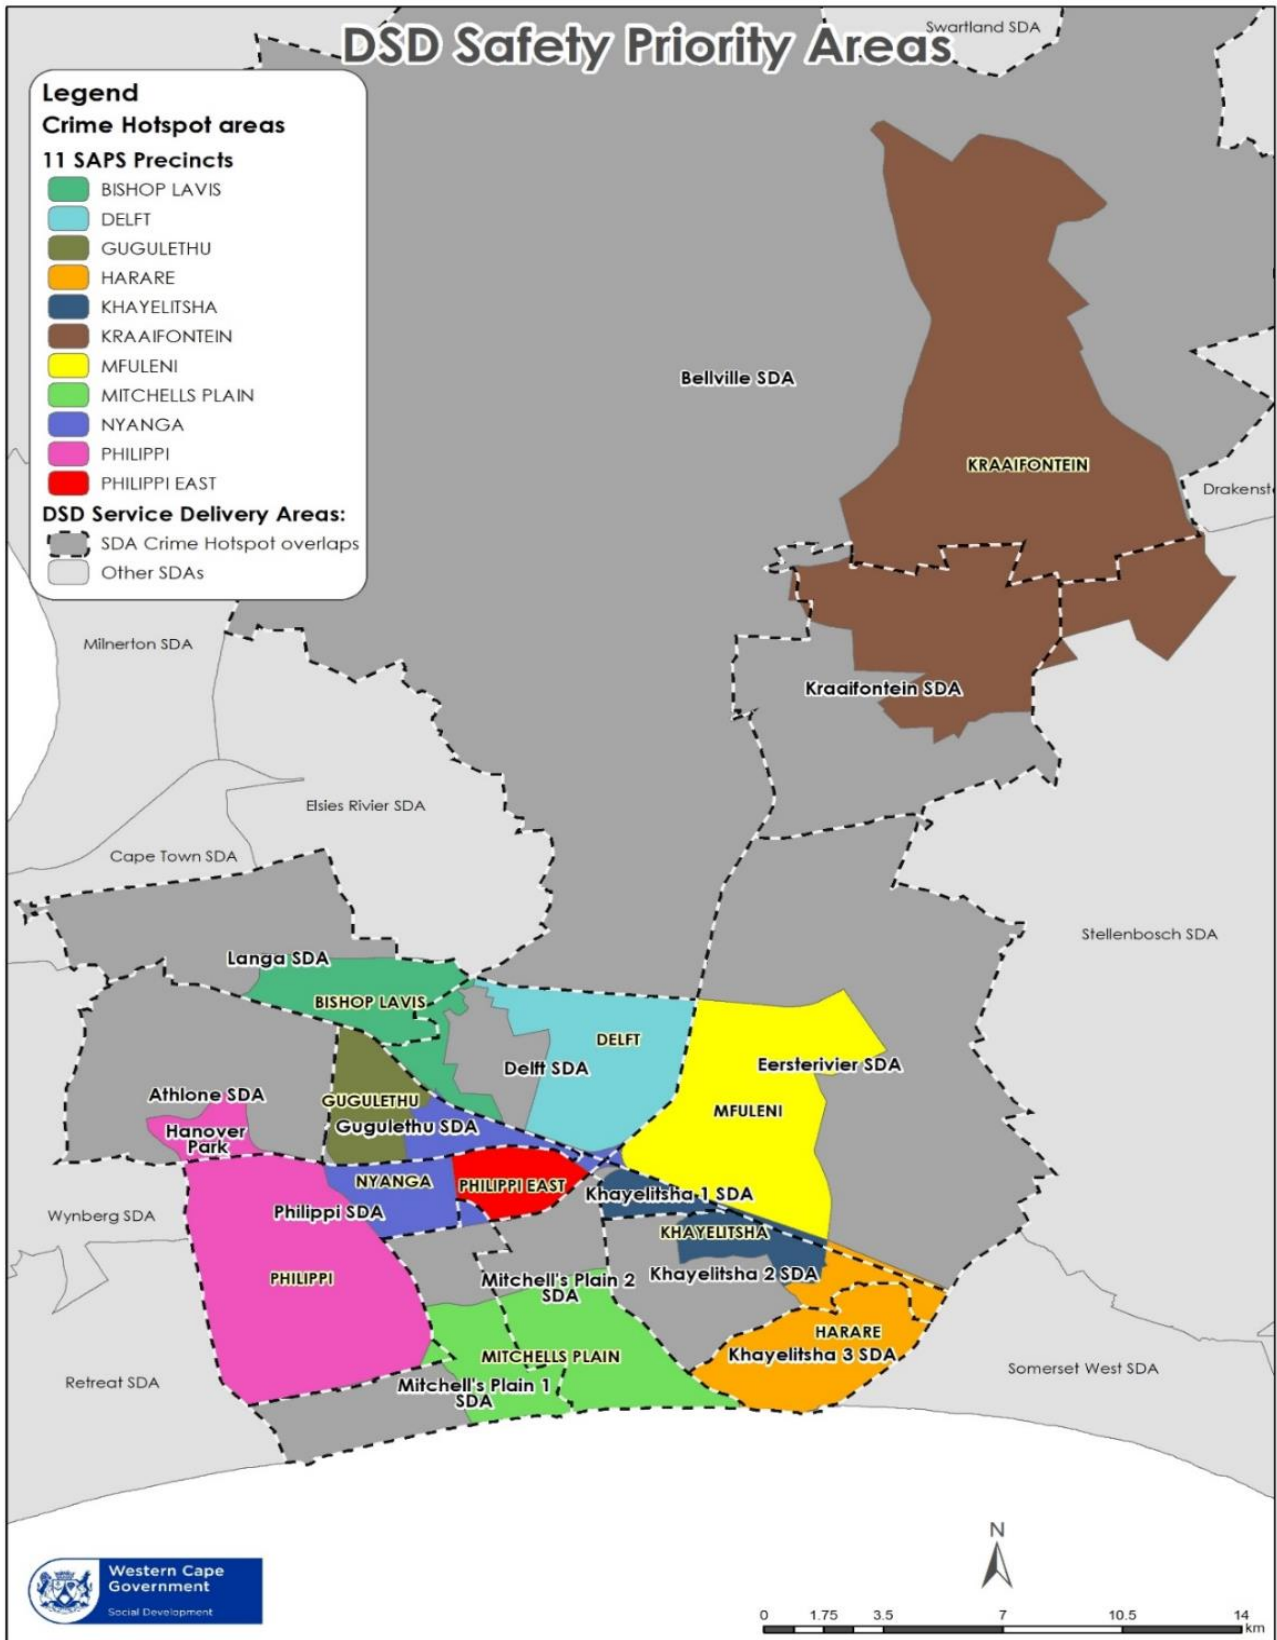 DSD Safety Priority Areas
Swartland SDA
Legend
Crime Hotspot areas
11 SAPS Precincts
BISHOP LAVIS
DELFT
GUGULETHU
HARARE
KHAYELITSHA
KRAAIFONTEIN
MFULENI
MITCHELLS PLAIN
NYANGA
PHILIPPI
PHILIPPI EAST
DSD Service Delivery Areas:
SDA Crime Hotspot overlaps
Other SDAs
Bellville SDA
KRAAIFONTEIN
Drakenst
Milnerton SDA
Kraaifontein SDA
Elsies Rivier SDA
Cape Town SDA
Stellenbosch SDA
Langa SDA
BISHOP LAVIS
DELFT
Delft SDA
Eersterivier SDA
Athlone SDA
GUGULETHU
MFULENI
Hanover
Park
Gugulethu SDA
NYANGA
PHILIPPI EAST
Khayelitsha 1 SDA
Wynberg SDA
Philippi SDA
KHAYELITSHA
PHILIPPI
Mitchell's Plain 2
SDA
Khayelitsha 2 SDA
HARARE
MITCHELLS PLAIN
Khayelitsha 3 SDA
Retreat SDA
Mitchell's Plain 1
SDA
Somerset West SDA
N
Western Cape
Government
Social Development
0 1.75 3.5 7 10.5 14
km